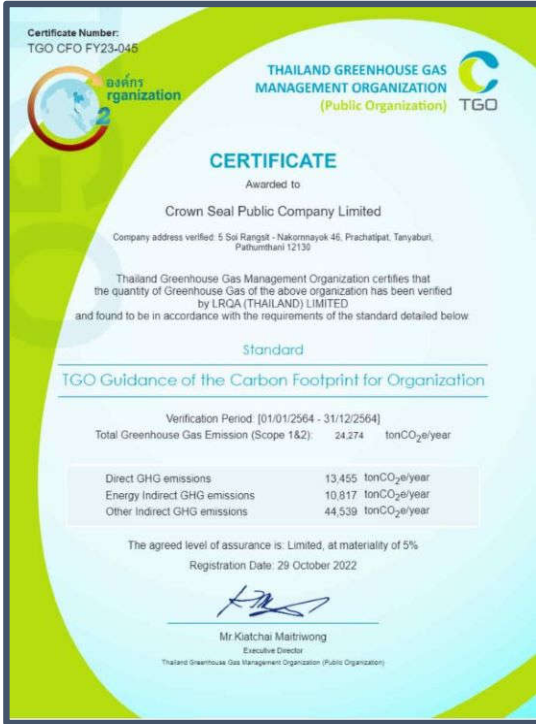 Certificate Number:
TGO CFO FY23-045
องค์กร
rganization
2
THAILAND GREENHOUSE GAS
MANAGEMENT ORGANIZATION
(Public Organization)
TGO
CERTIFICATE
Awarded to
Crown Seal Public Company Limited
Company address verified: 5 Soi Rangsit - Nakornnayok 46, Prachatipat, Tanyaburi,
Pathumthani 12130
Thailand Greenhouse Gas Management Organization certifies that
the quantity of Greenhouse Gas of the above organization has been verified
by LRQA (THAILAND) LIMITED
and found to be in accordance with the requirements of the standard detailed below
Standard
TGO Guidance of the Carbon Footprint for Organization
Verification Period: [01/01/2564 - 31/12/2564]
Total Greenhouse Gas Emission (Scope 1&2): 24,274 tonCO2e/year
Direct GHG emissions 13,455 tonCO2e/year
Energy Indirect GHG emissions 10,817 tonCO2e/year
Other Indirect GHG emissions 44,539 tonCO2e/year
The agreed level of assurance is: Limited, at materiality of 5%
Registration Date: 29 October 2022
Mr.Kiatchai Maitriwong
Executive Director
Thailand Greenhouse Gas Management Organization (Public Organization)